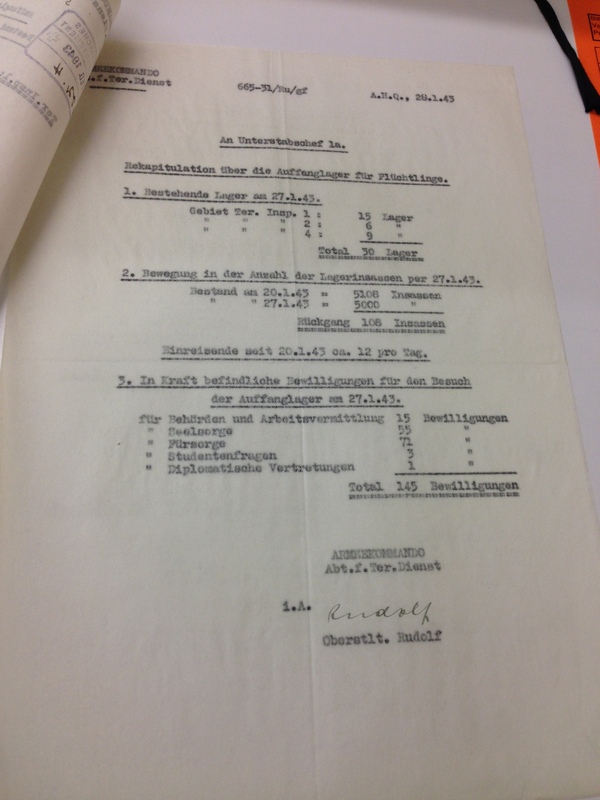 ARMEEKOMMANDO
.f.Ter.Dienst
665-31/Ru/gf
A.H.Q., 28.1.43
An Unterstabschef 1a.
Rekapitulation über die Auffanglager für Flüchtlinge.
1. Bestehende Lager am 27.1.43.
Gebiet Ter. Insp. 1 : 15 Lager
" " " 2 : 6 "
" " " 4 : 9 "
Total 30 Lager
2. Bewegung in der Anzahl der Lagerinsassen per 27.1.43.
Bestand am 20.1.43 = 5108 Insassen
" " 27.1.43 = 5000 "
Rückgang 108 Insassen
Einreisende seit 20.1.43 ca. 12 pro Tag.
3. In Kraft befindliche Bewilligungen für den Besuch
der Auffanglager am 27.1.43.
für Behörden und Arbeitsvermittlung 15 Bewilligungen
" Seelsorge 55 "
" Fürsorge 71 "
" Studentenfragen 3 "
" Diplomatische Vertretungen 1 "
Total 145 Bewilligungen
ARMEEKOMMANDO
Abt.f.Ter.Dienst
i.A. Rudolf
Oberstlt. Rudolf